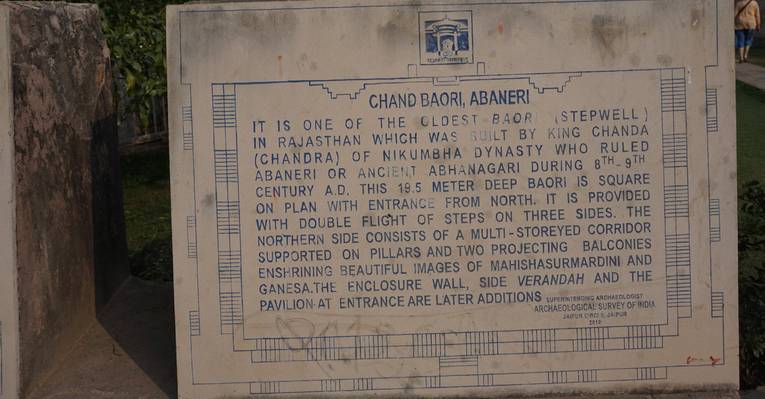 CHAND BAORI, ABANERI
IT IS ONE OF THE OLDEST BAORI (STEPWELL)
IN RAJASTHAN WHICH WAS BUILT BY KING CHANDA
(CHANDRA) OF NIKUMBHA DYNASTY WHO RULED
ABANERI OR ANCIENT ABHANAGARI DURING 8TH-9TH
CENTURY A.D. THIS 19.5 METER DEEP BAORI IS SQUARE
ON PLAN WITH ENTRANCE FROM NORTH. IT IS PROVIDED
WITH DOUBLE FLIGHT OF STEPS ON THREE SIDES. THE
NORTHERN SIDE CONSISTS OF A MULTI-STOREYED CORRIDOR
SUPPORTED ON PILLARS AND TWO PROJECTING BALCONIES
ENSHRINING BEAUTIFUL IMAGES OF MAHISHASURMARDINI AND
GANESA.THE ENCLOSURE WALL, SIDE VERANDAH AND THE
PAVILION AT ENTRANCE ARE LATER ADDITIONS
SUPERINTENDING ARCHAEOLOGIST
ARCHAEOLOGICAL SURVEY OF INDIA
JAIPUR CIRCLE, JAIPUR